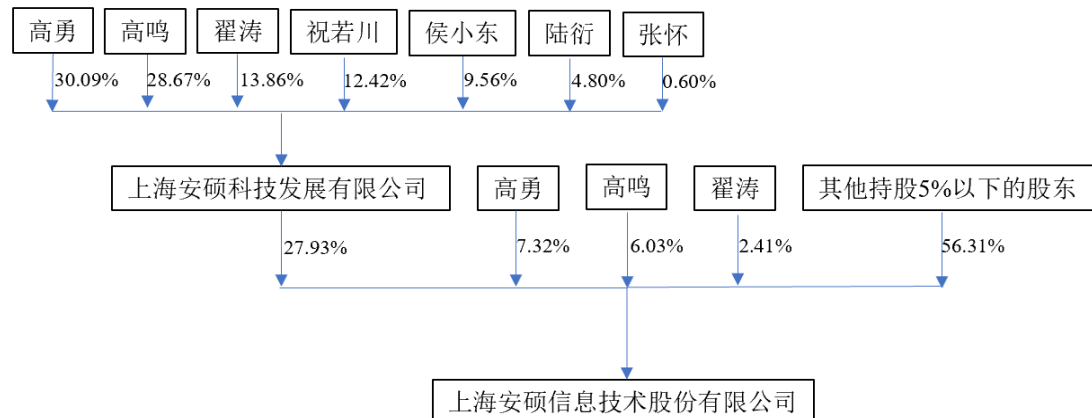 高勇 高鸣 翟涛 祝若川 侯小东 陆衍 张怀
30.09% 28.67% 13.86% 12.42% 9.56% 4.80% 0.60%
上海安硕科技发展有限公司 高勇 高鸣 翟涛 其他持股5%以下的股东
27.93% 7.32% 6.03% 2.41% 56.31%
上海安硕信息技术股份有限公司